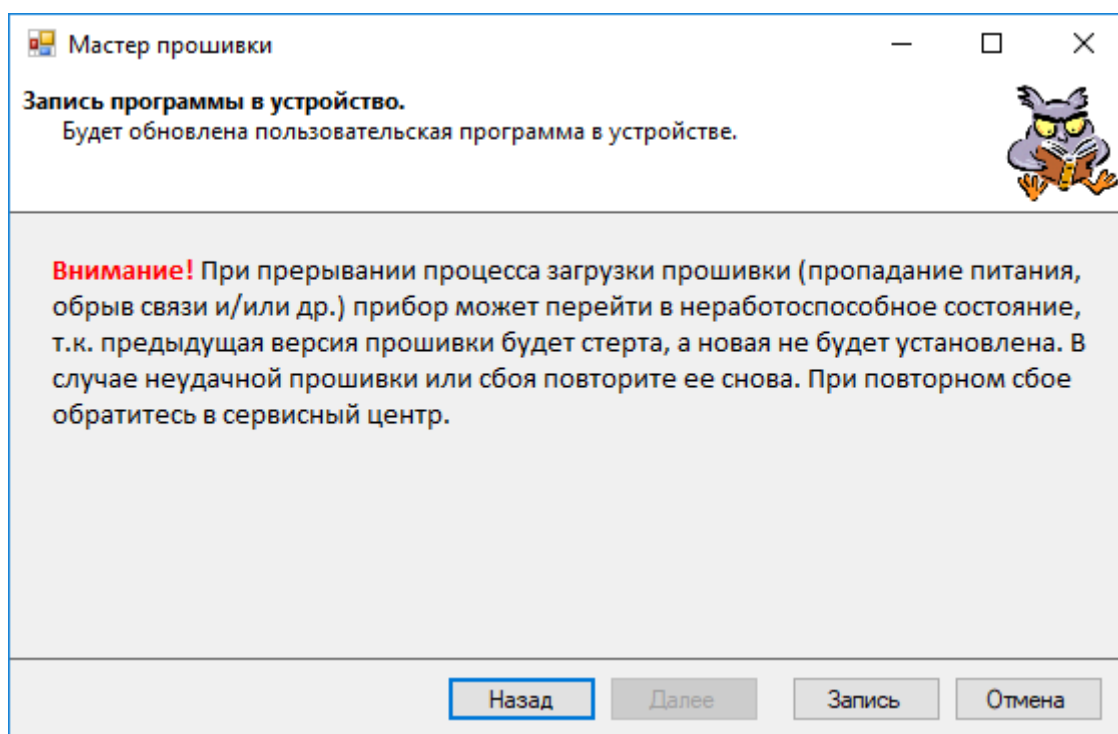 Мастер прошивки
Запись программы в устройство.
Будет обновлена пользовательская программа в устройстве.
Внимание! При прерывании процесса загрузки прошивки (пропадание питания,
обрыв связи и/или др.) прибор может перейти в неработоспособное состояние,
т.к. предыдущая версия прошивки будет стерта, а новая не будет установлена. В
случае неудачной прошивки или сбоя повторите ее снова. При повторном сбое
обратитесь в сервисный центр.
Назад Далее Запись Отмена